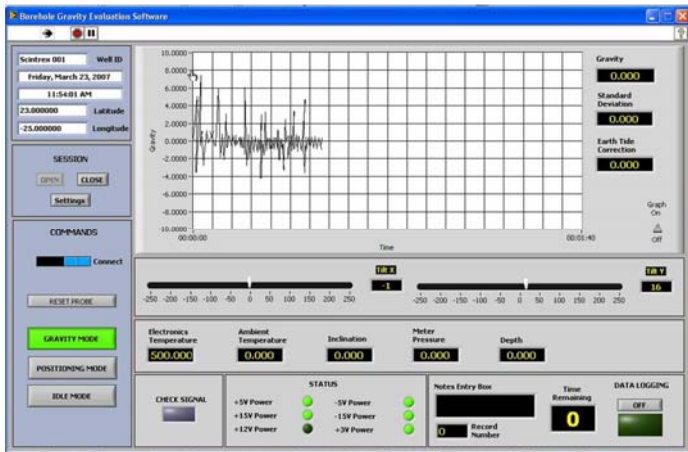 Borehole Gravity Evaluation Software
Scintrex 001 Well ID
Friday, March 23, 2007
11:54:01 AM
23.000000 Latitude
-25.000000 Longitude
SESSION
OPEN CLOSE
Settings
COMMANDS
Connect
RESET PROBE
GRAVITY MODE
POSITIONING MODE
IDLE MODE
Gravity
10.0000
8.0000
6.0000
4.0000
2.0000
0.0000
-2.0000
-4.0000
-6.0000
-8.0000
-10.0000
00:00:00 00:01:40
Time
Gravity
0.000
Standard
Deviation
0.000
Earth Tide
Correction
0.000
Graph
On
Off
Tilt X
-1
-250 -200 -150 -100 -50 0 50 100 150 200 250
Tilt Y
16
-250 -200 -150 -100 -50 0 50 100 150 200 250
Electronics
Temperature
500.000
Ambient
Temperature
0.000
Inclination
0.000
Meter
Pressure
0.000
Depth
0.000
CHECK SIGNAL
STATUS
+5V Power -5V Power
+15V Power -15V Power
+12V Power +3V Power
Notes Entry Box
0 Record
Number
Time
Remaining
0
DATA LOGGING
OFF